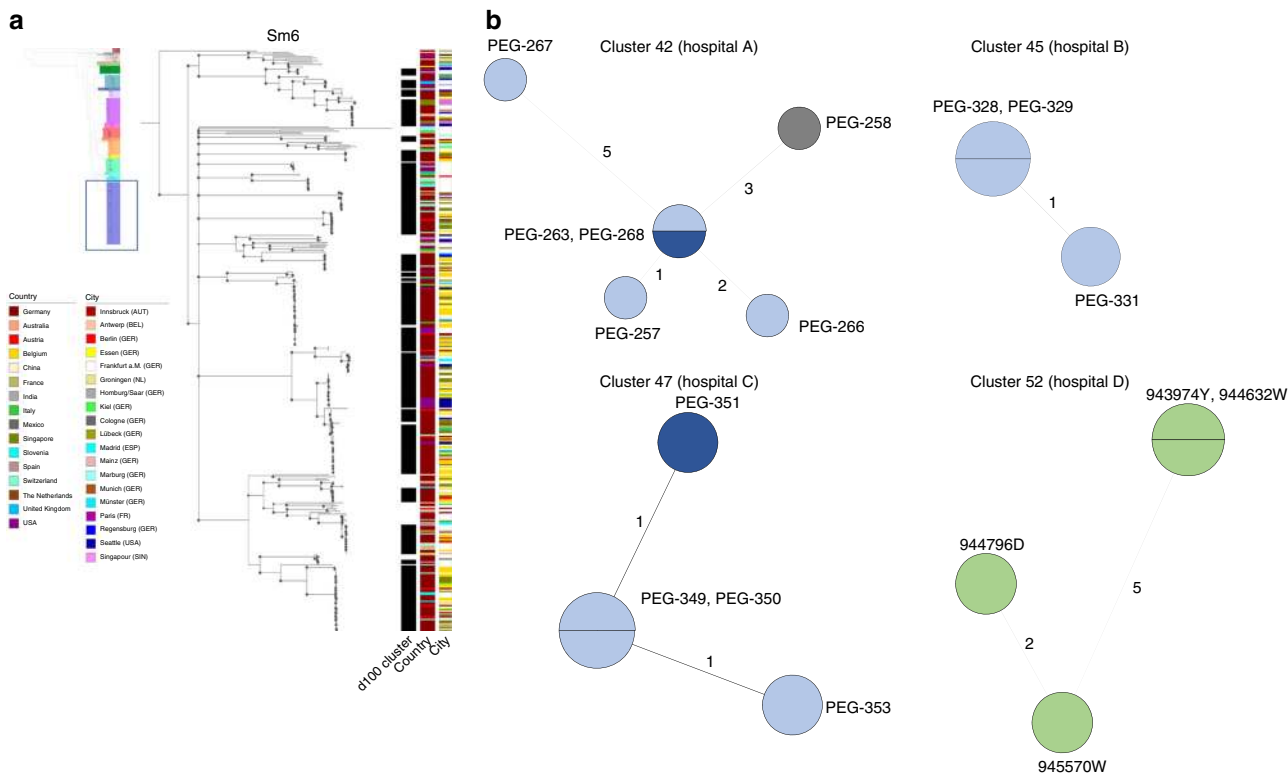 a
Sm6
Country
Germany
Australia
Austria
Belgium
China
France
India
Italy
Mexico
Singapore
Slovenia
Spain
Switzerland
The Netherlands
United Kingdom
USA
City
Innsbruck (AUT)
Antwerp (BEL)
Berlin (GER)
Essen (GER)
Frankfurt a.M. (GER)
Groningen (NL)
Homburg/Saar (GER)
Kiel (GER)
Cologne (GER)
Lübeck (GER)
Madrid (ESP)
Mainz (GER)
Marburg (GER)
Munich (GER)
Münster (GER)
Paris (FR)
Regensburg (GER)
Seattle (USA)
Singapour (SIN)
d100 cluster
Country
City
b
Cluster 42 (hospital A)
PEG-267
PEG-258
5
3
PEG-263, PEG-268
1
2
PEG-257
PEG-266
Cluster 45 (hospital B)
PEG-328, PEG-329
1
PEG-331
Cluster 47 (hospital C)
PEG-351
1
PEG-349, PEG-350
1
PEG-353
Cluster 52 (hospital D)
943974Y, 944632W
944796D
5
2
945570W